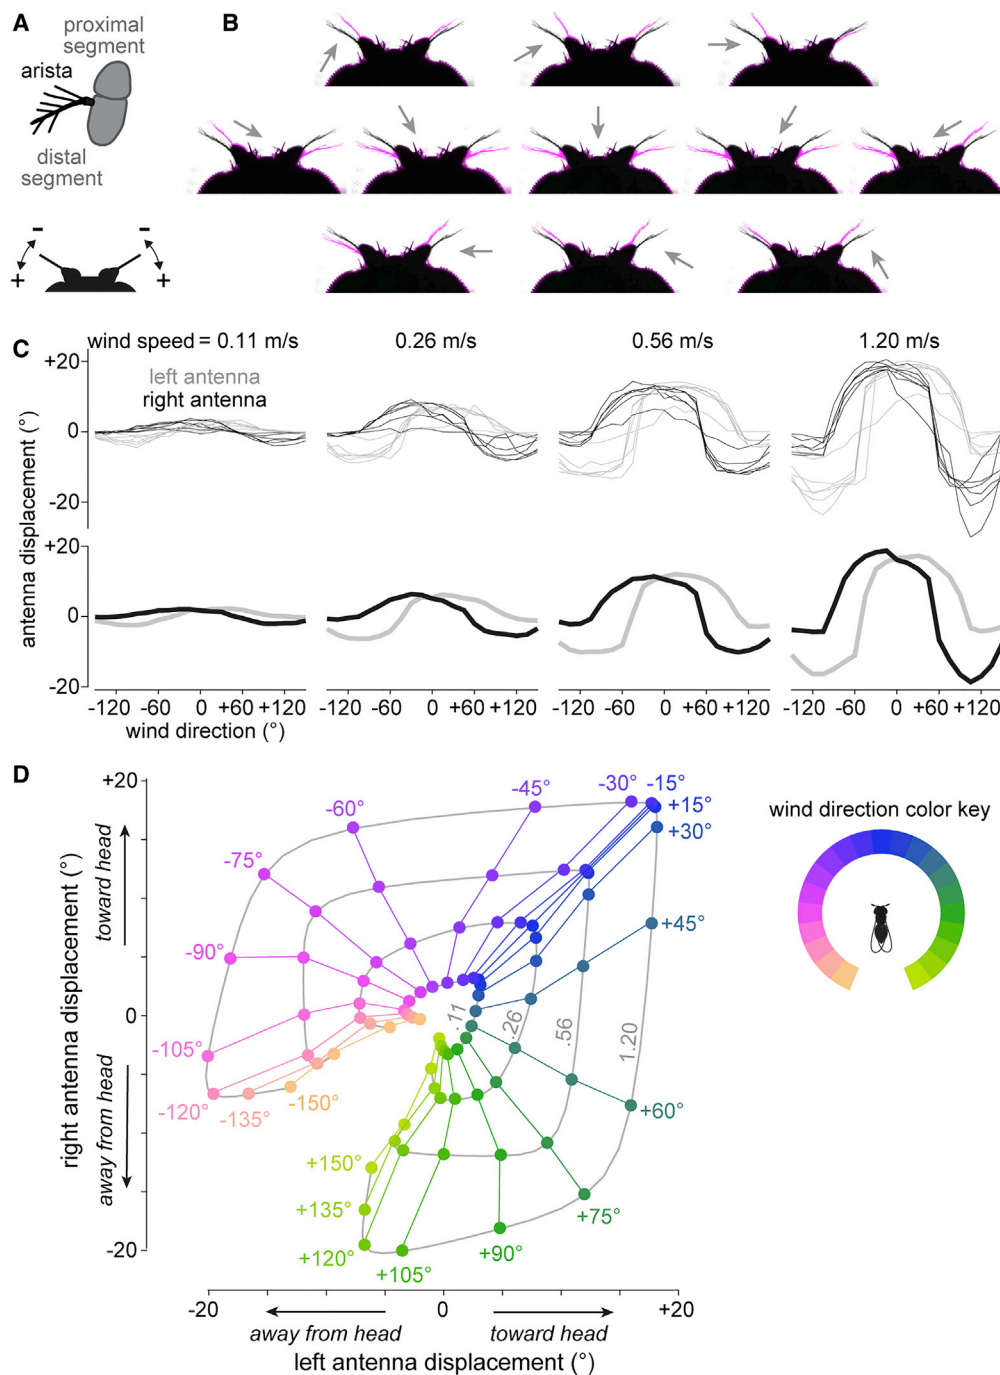 A
proximal
segment
arista
distal
segment
- -
+ +
B
C
wind speed = 0.11 m/s 0.26 m/s 0.56 m/s 1.20 m/s
left antenna
right antenna
+20
0
-20
+20
0
-20
antenna displacement (°)
-120 -60 0 +60 +120 -120 -60 0 +60 +120 -120 -60 0 +60 +120 -120 -60 0 +60 +120
wind direction (°)
D
+20
0
-20
toward head
away from head
right antenna displacement (°)
-60°
-45°
-30°
-15°
+15°
+30°
-75°
+45°
-90°
-105°
-120°
-135°
-150°
+60°
+75°
+90°
+105°
+120°
+135°
+150°
.11
.26
.56
1.20
-20 0 +20
away from head toward head
left antenna displacement (°)
wind direction color key